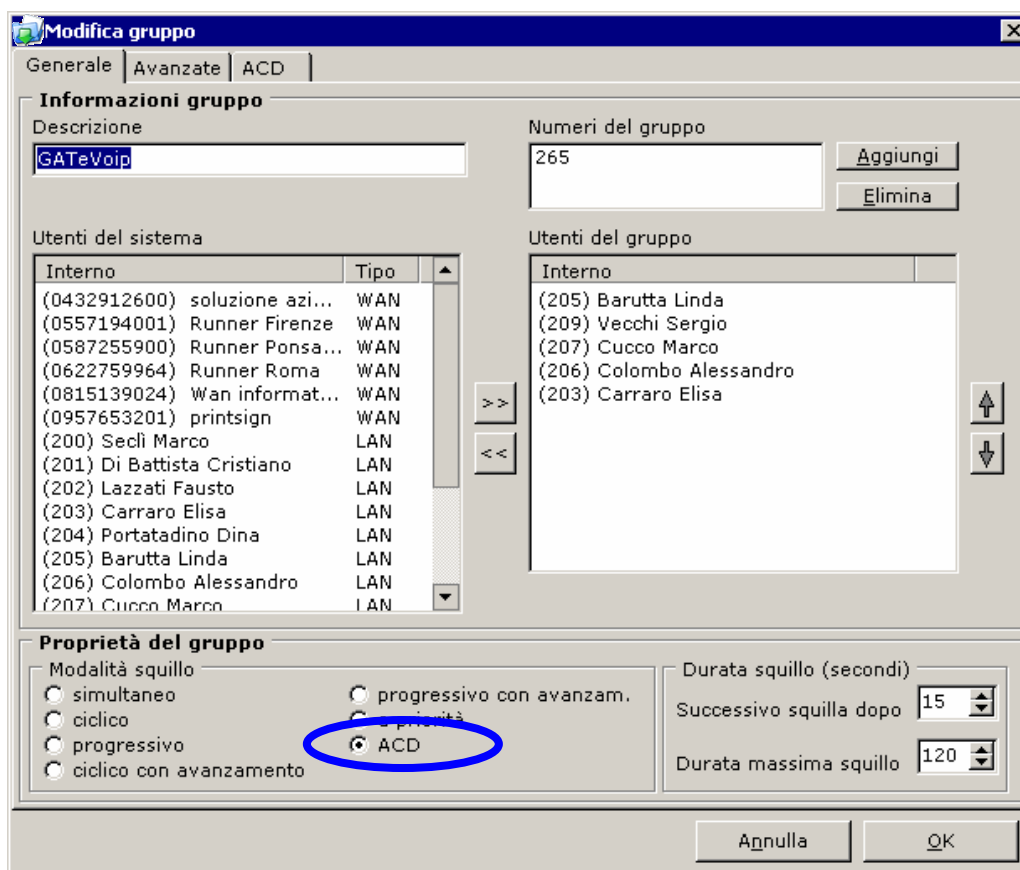 Modifica gruppo
Generale Avanzate ACD
Informazioni gruppo
Descrizione
GATeVoip
Numeri del gruppo
265
Aggiungi
Elimina
Utenti del sistema
Interno Tipo
(0432912600) soluzione azi... WAN
(0557194001) Runner Firenze WAN
(0587255900) Runner Ponsa... WAN
(0622759964) Runner Roma WAN
(0815139024) Wan informat... WAN
(0957653201) printsign WAN
(200) Seclì Marco LAN
(201) Di Battista Cristiano LAN
(202) Lazzati Fausto LAN
(203) Carraro Elisa LAN
(204) Portatadino Dina LAN
(205) Barutta Linda LAN
(206) Colombo Alessandro LAN
(207) Cucco Marco LAN
>>
<<
Utenti del gruppo
Interno
(205) Barutta Linda
(209) Vecchi Sergio
(207) Cucco Marco
(206) Colombo Alessandro
(203) Carraro Elisa
Proprietà del gruppo
Modalità squillo
simultaneo
ciclico
progressivo
ciclico con avanzamento
progressivo con avanzam.
a priorità
ACD
Durata squillo (secondi)
Successivo squilla dopo 15
Durata massima squillo 120
Annulla
OK